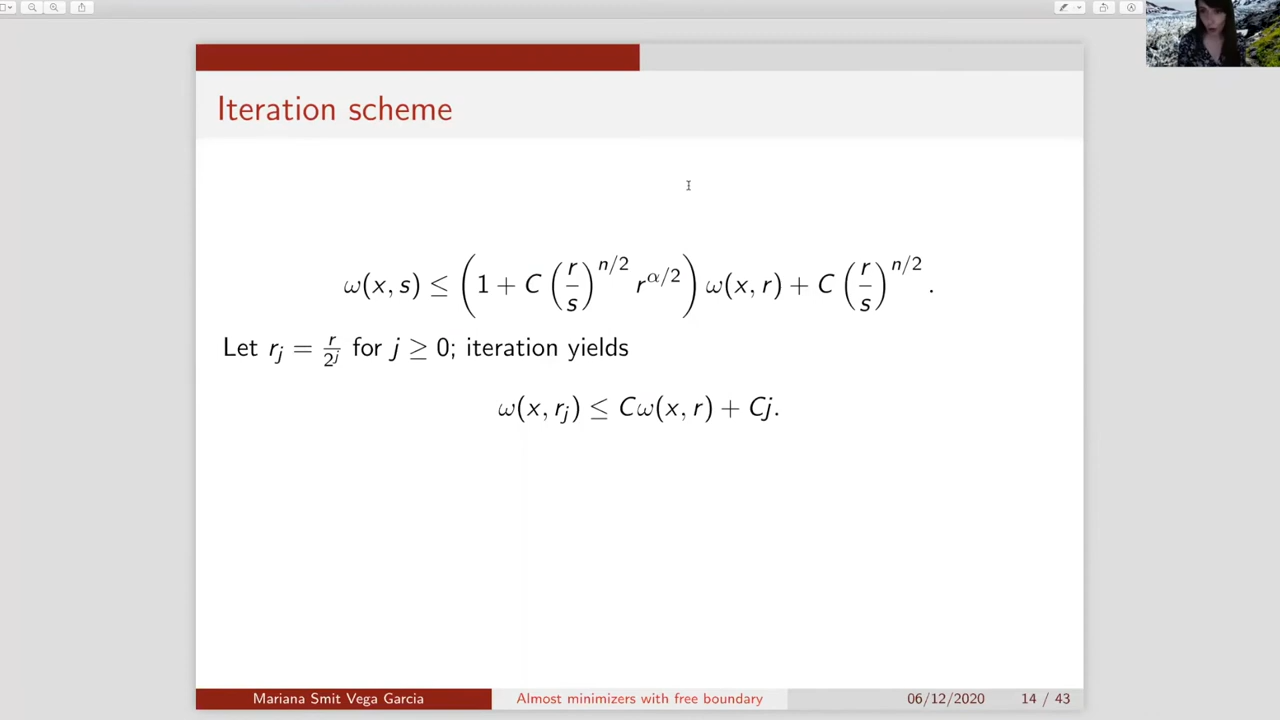 Iteration scheme
ω(x, s) ≤ (1 + C (r/s)^{n/2} r^{α/2}) ω(x, r) + C (r/s)^{n/2}.
Let r_j = r/2^j for j ≥ 0; iteration yields
ω(x, r_j) ≤ Cω(x, r) + Cj.
Mariana Smit Vega Garcia Almost minimizers with free boundary 06/12/2020 14 / 43